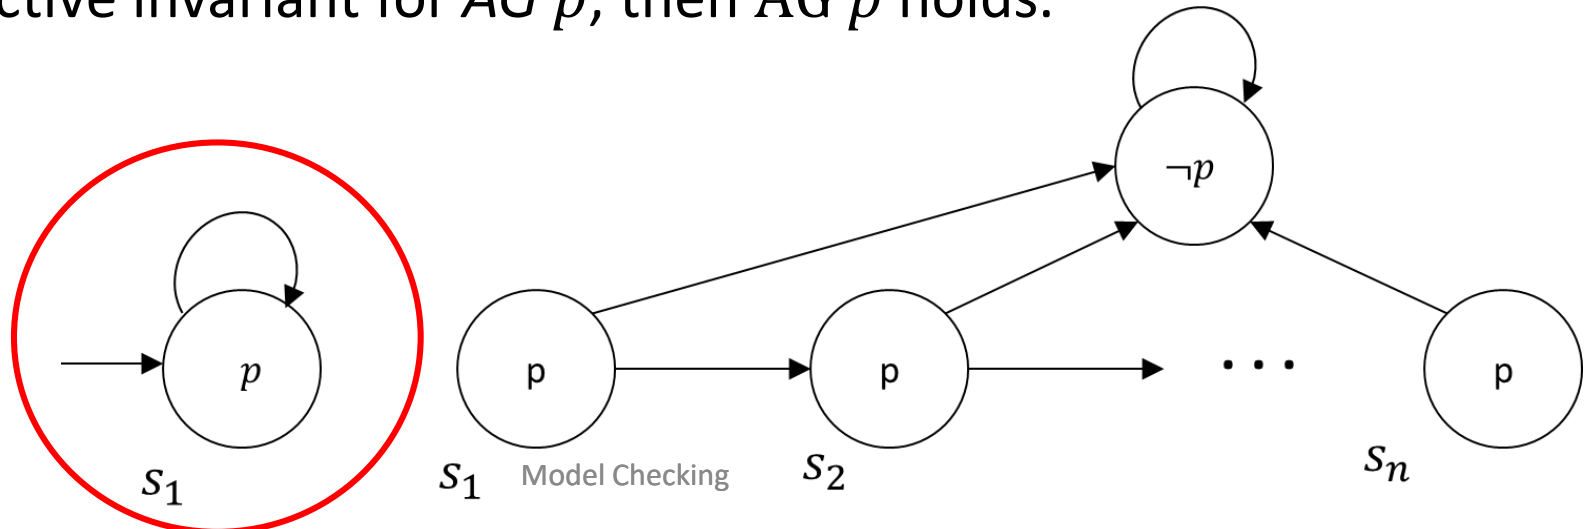 ctive invariant for AG p, then AG p holds.
¬p
p
p
p
. . .
p
s₁
s₁
Model Checking
s₂
sₙ